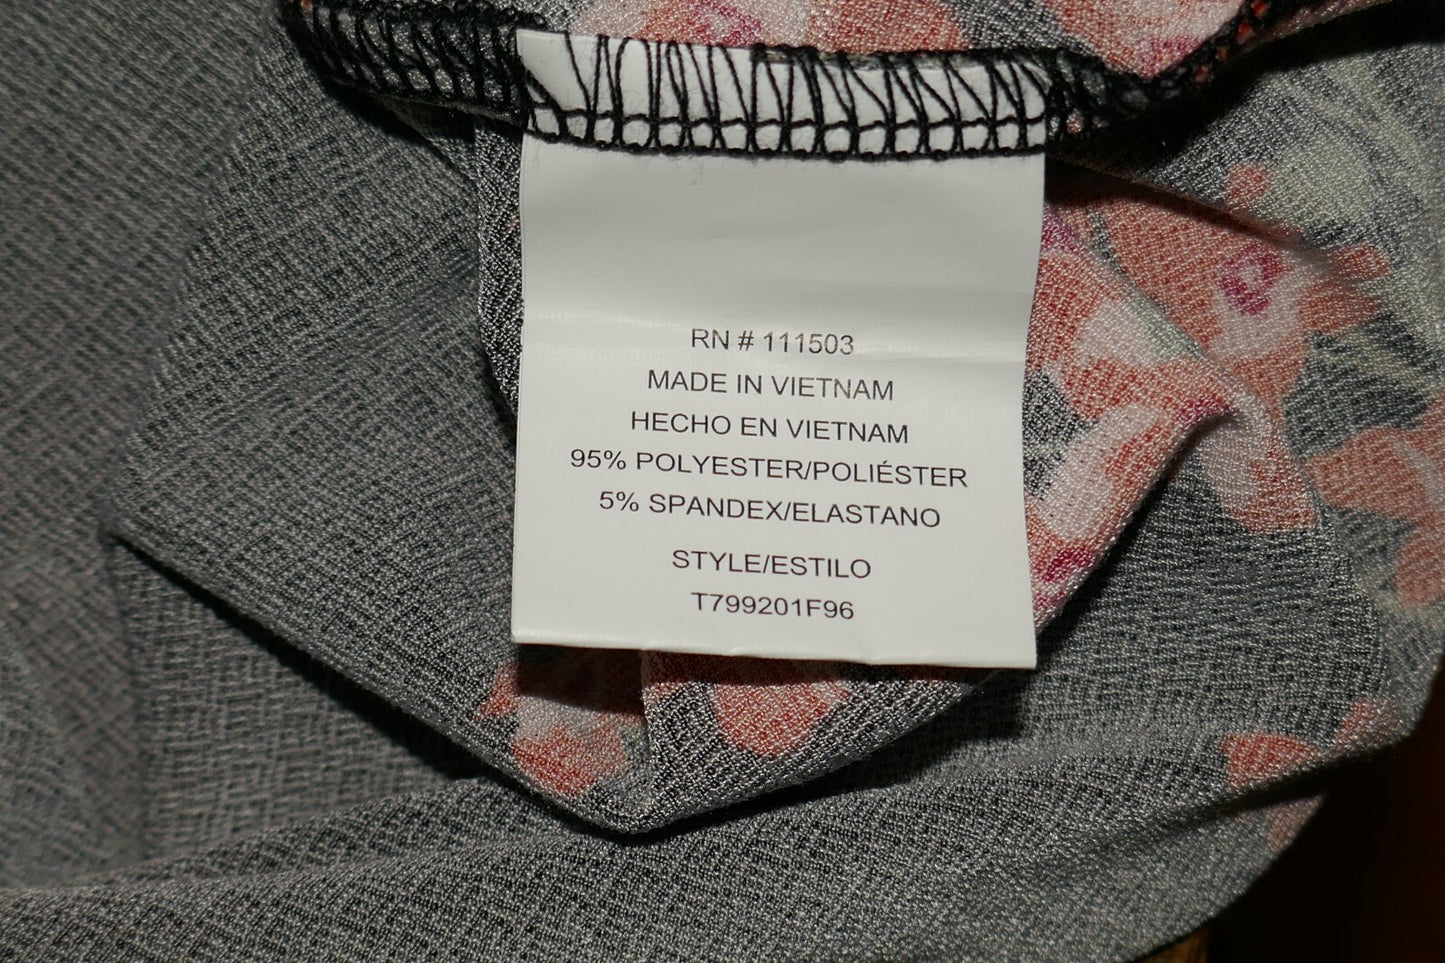 RN # 111503
MADE IN VIETNAM
HECHO EN VIETNAM
95% POLYESTER/POLIÉSTER
5% SPANDEX/ELASTANO
STYLE/ESTILO
T799201F96